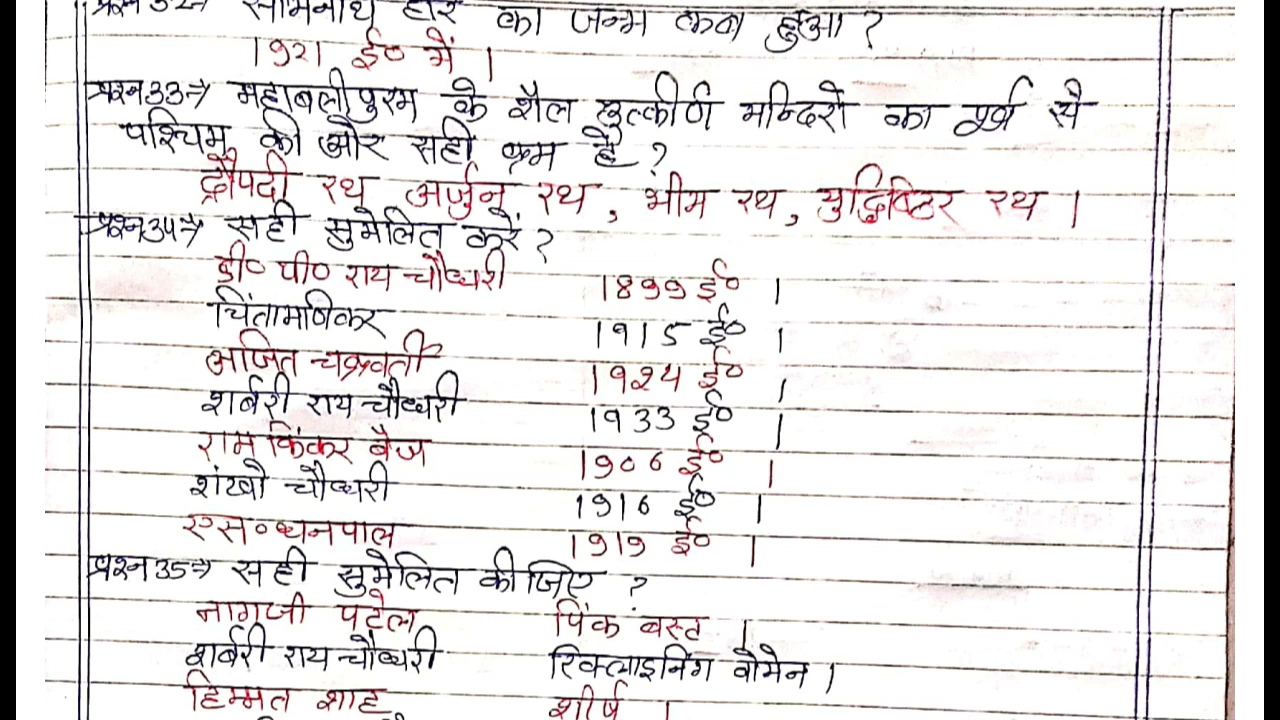 प्रश्न32⇒ सोमनाथ होर का जन्म कब हुआ ?
1921 ई० में ।
प्रश्न33⇒ महाबलीपुरम के शैल उत्कीर्ण मन्दिरों का पूर्व से
पश्चिम की ओर सही क्रम है ?
द्रौपदी रथ अर्जुन रथ, भीम रथ, युद्धिष्ठिर रथ ।
प्रश्न34⇒ सही सुमेलित करें ?
डी० पी० राय चौधरी 1899 ई० ।
चिंतामणिकर 1915 ई० ।
अजित चक्रवर्ती 1924 ई० ।
शर्बरी राय चौधरी 1933 ई० ।
राम किंकर बैज 1906 ई० ।
शंखो चौधरी 1916 ई० ।
एस० धनपाल 1919 ई० ।
प्रश्न35⇒ सही सुमेलित कीजिए ?
नागजी पटेल पिंक बस्ट ।
शर्बरी राय चौधरी रिक्लाइनिंग वोमेन ।
हिम्मत शाह शीर्ष ।